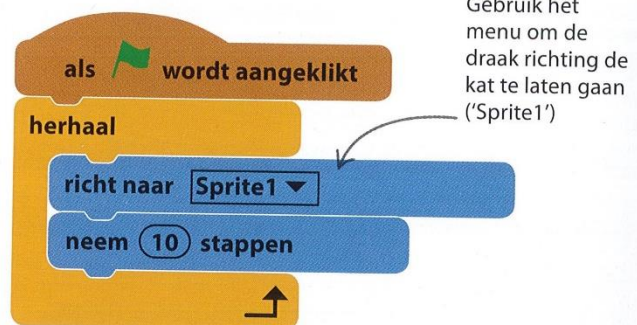 als wordt aangeklikt
herhaal
richt naar Sprite1
neem 10 stappen
Gebruik het
menu om de
draak richting de
kat te laten gaan
('Sprite1')